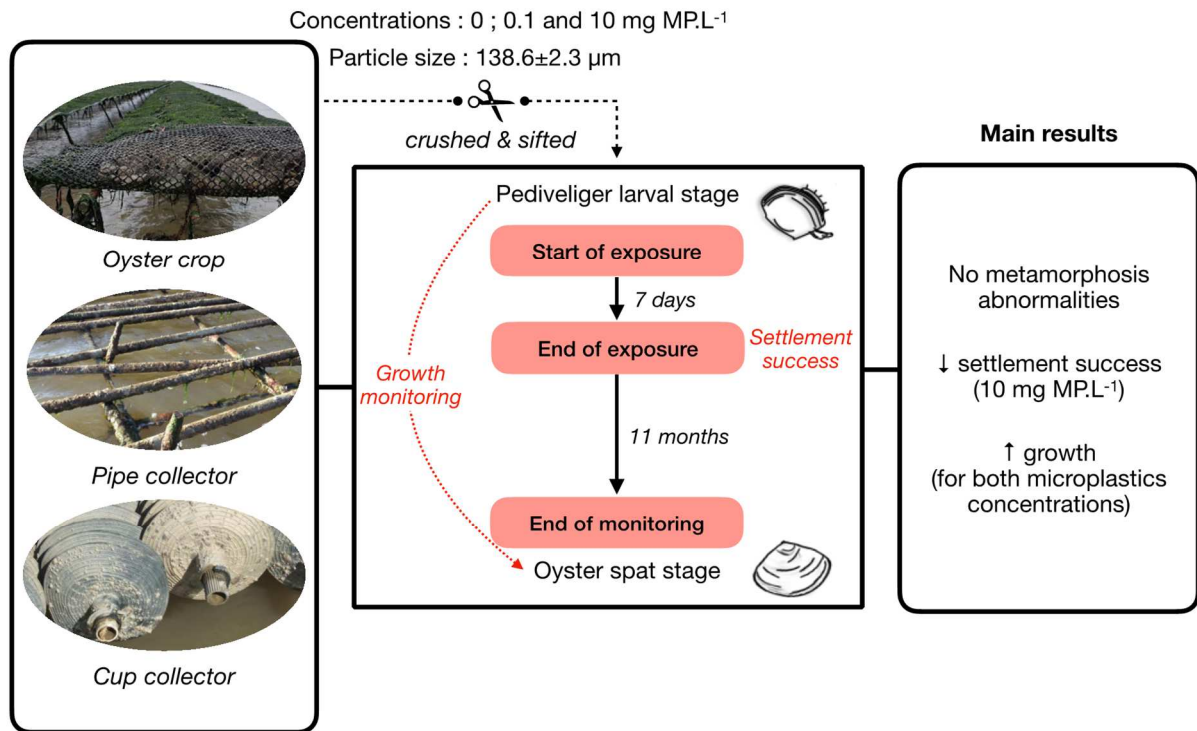 Concentrations : 0 ; 0.1 and 10 mg MP.L⁻¹
Particle size : 138.6±2.3 µm
crushed & sifted
Oyster crop
Pipe collector
Cup collector
Pediveliger larval stage
Start of exposure
7 days
End of exposure
Settlement
success
Growth
monitoring
11 months
End of monitoring
Oyster spat stage
Main results
No metamorphosis
abnormalities
↓ settlement success
(10 mg MP.L⁻¹)
↑ growth
(for both microplastics
concentrations)